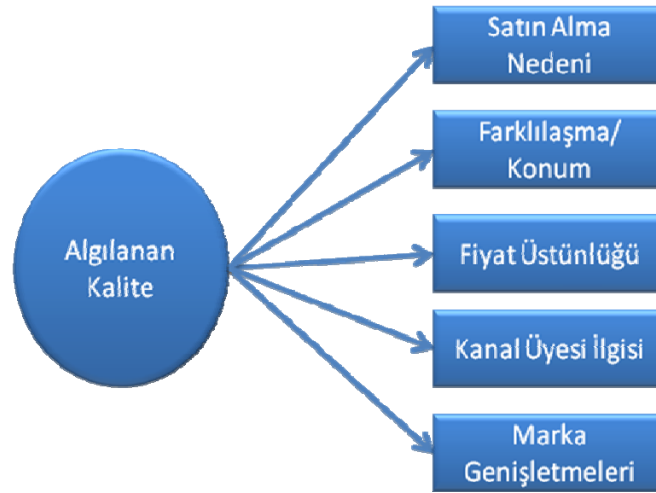 Algılanan
Kalite
Satın Alma
Nedeni
Farklılaşma/
Konum
Fiyat Üstünlüğü
Kanal Üyesi İlgisi
Marka
Genişletmeleri